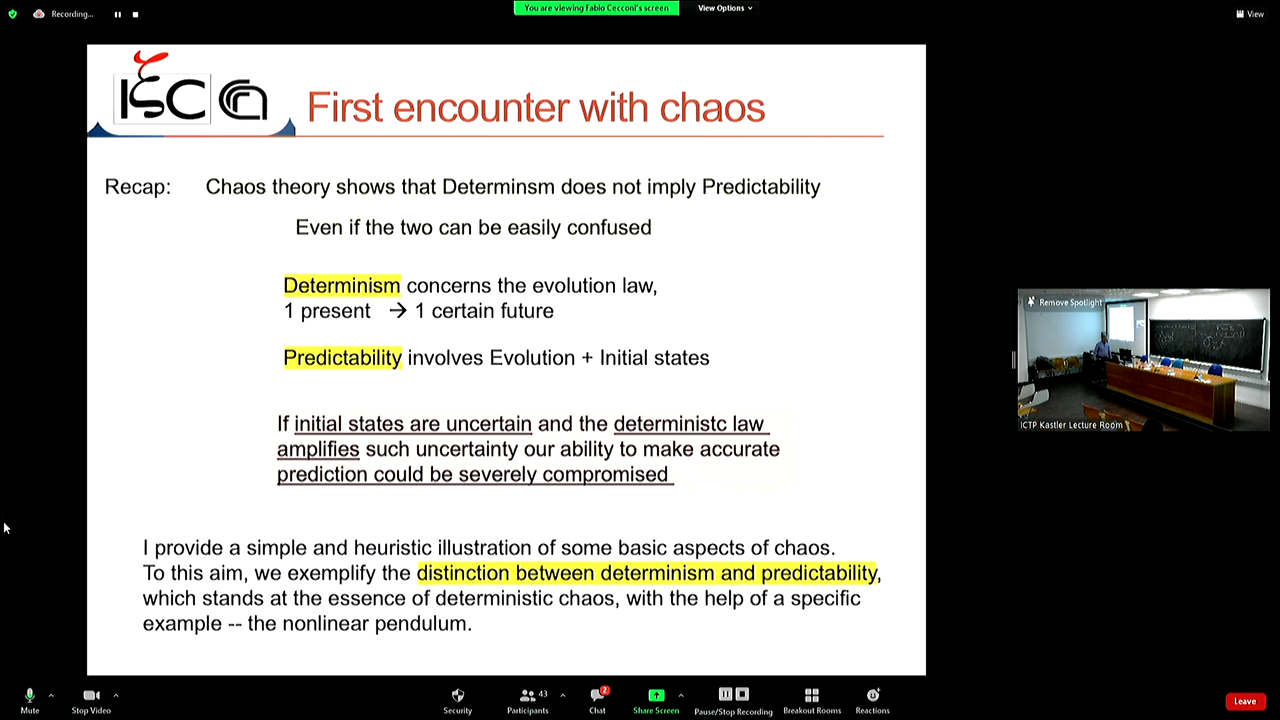 Recording...
You are viewing Fabio Cecconi's screen
View Options
View
ISC
First encounter with chaos
Recap: Chaos theory shows that Determinsm does not imply Predictability
Even if the two can be easily confused
Determinism concerns the evolution law,
1 present → 1 certain future
Predictability involves Evolution + Initial states
If initial states are uncertain and the deterministc law
amplifies such uncertainty our ability to make accurate
prediction could be severely compromised
I provide a simple and heuristic illustration of some basic aspects of chaos.
To this aim, we exemplify the distinction between determinism and predictability,
which stands at the essence of deterministic chaos, with the help of a specific
example -- the nonlinear pendulum.
Remove Spotlight
ICTP Kastler Lecture Room
Mute
Stop Video
Security
Participants
43
Chat
2
Share Screen
Pause/Stop Recording
Breakout Rooms
Reactions
Leave